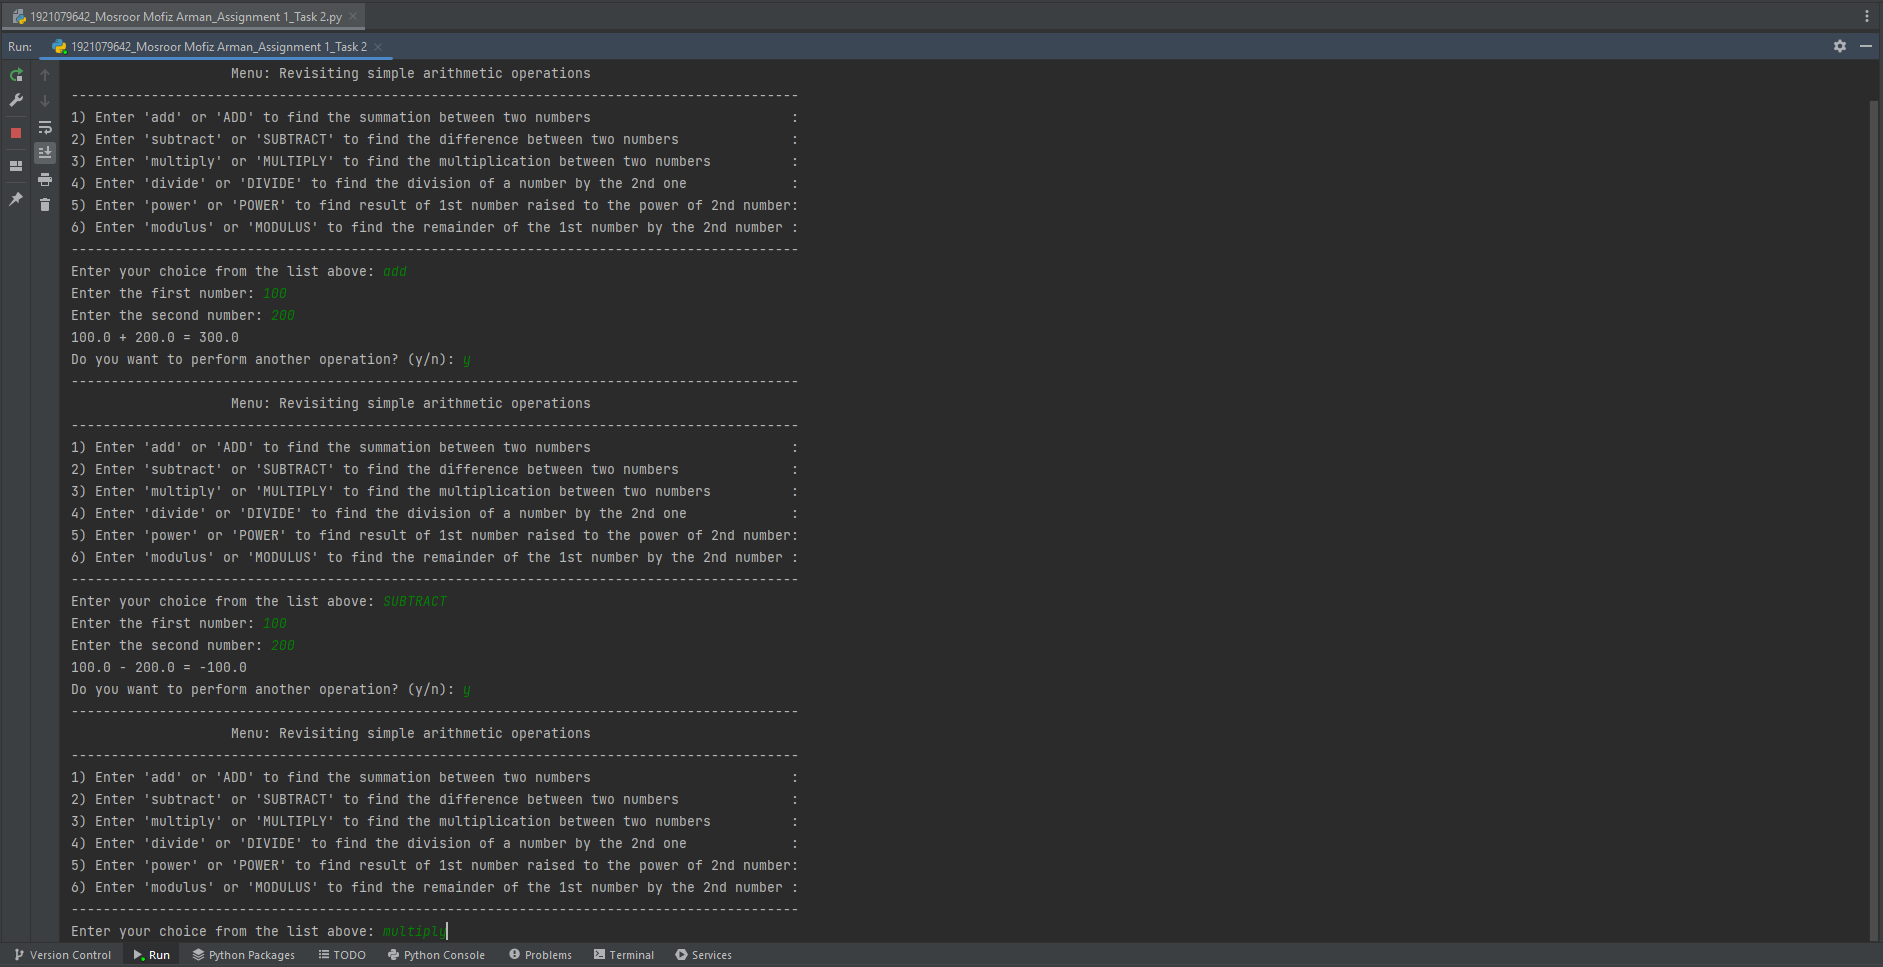 1921079642_Mosroor Mofiz Arman_Assignment 1_Task 2.py
Run: 1921079642_Mosroor Mofiz Arman_Assignment 1_Task 2
Menu: Revisiting simple arithmetic operations
-------------------------------------------------------------------------------------------
1) Enter 'add' or 'ADD' to find the summation between two numbers                         :
2) Enter 'subtract' or 'SUBTRACT' to find the difference between two numbers              :
3) Enter 'multiply' or 'MULTIPLY' to find the multiplication between two numbers          :
4) Enter 'divide' or 'DIVIDE' to find the division of a number by the 2nd one             :
5) Enter 'power' or 'POWER' to find result of 1st number raised to the power of 2nd number:
6) Enter 'modulus' or 'MODULUS' to find the remainder of the 1st number by the 2nd number :
-------------------------------------------------------------------------------------------
Enter your choice from the list above: add
Enter the first number: 100
Enter the second number: 200
100.0 + 200.0 = 300.0
Do you want to perform another operation? (y/n): y
-------------------------------------------------------------------------------------------
Menu: Revisiting simple arithmetic operations
-------------------------------------------------------------------------------------------
1) Enter 'add' or 'ADD' to find the summation between two numbers                         :
2) Enter 'subtract' or 'SUBTRACT' to find the difference between two numbers              :
3) Enter 'multiply' or 'MULTIPLY' to find the multiplication between two numbers          :
4) Enter 'divide' or 'DIVIDE' to find the division of a number by the 2nd one             :
5) Enter 'power' or 'POWER' to find result of 1st number raised to the power of 2nd number:
6) Enter 'modulus' or 'MODULUS' to find the remainder of the 1st number by the 2nd number :
-------------------------------------------------------------------------------------------
Enter your choice from the list above: SUBTRACT
Enter the first number: 100
Enter the second number: 200
100.0 - 200.0 = -100.0
Do you want to perform another operation? (y/n): y
-------------------------------------------------------------------------------------------
Menu: Revisiting simple arithmetic operations
-------------------------------------------------------------------------------------------
1) Enter 'add' or 'ADD' to find the summation between two numbers                         :
2) Enter 'subtract' or 'SUBTRACT' to find the difference between two numbers              :
3) Enter 'multiply' or 'MULTIPLY' to find the multiplication between two numbers          :
4) Enter 'divide' or 'DIVIDE' to find the division of a number by the 2nd one             :
5) Enter 'power' or 'POWER' to find result of 1st number raised to the power of 2nd number:
6) Enter 'modulus' or 'MODULUS' to find the remainder of the 1st number by the 2nd number :
-------------------------------------------------------------------------------------------
Enter your choice from the list above: multiply
Version Control Run Python Packages TODO Python Console Problems Terminal Services